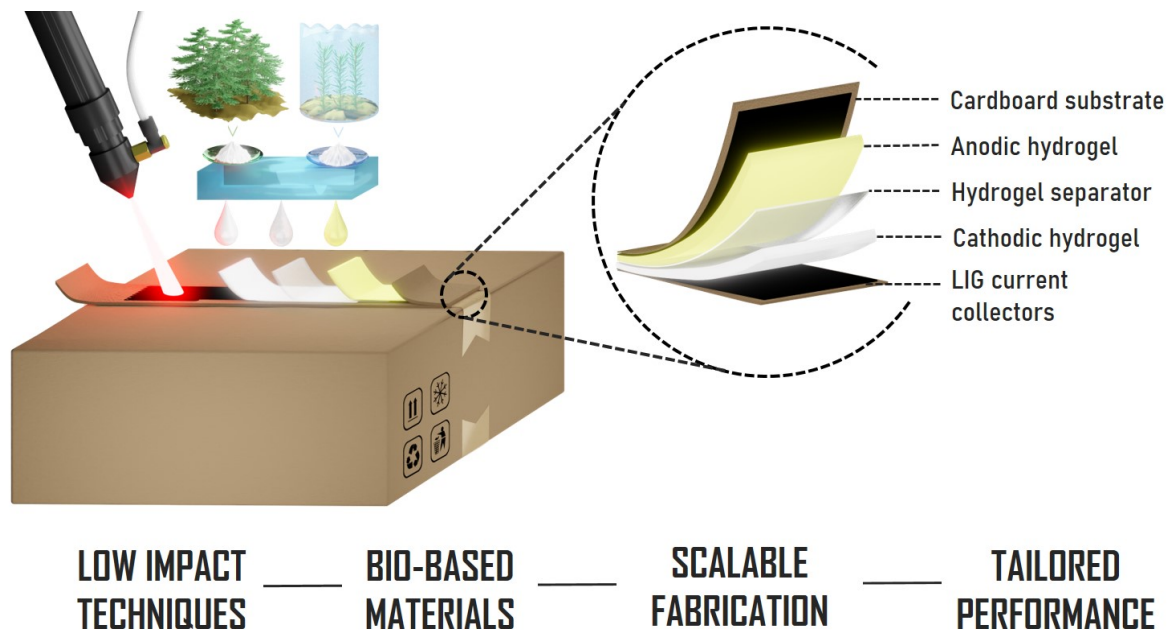 Cardboard substrate
Anodic hydrogel
Hydrogel separator
Cathodic hydrogel
LIG current
collectors
LOW IMPACT
TECHNIQUES
BIO-BASED
MATERIALS
SCALABLE
FABRICATION
TAILORED
PERFORMANCE